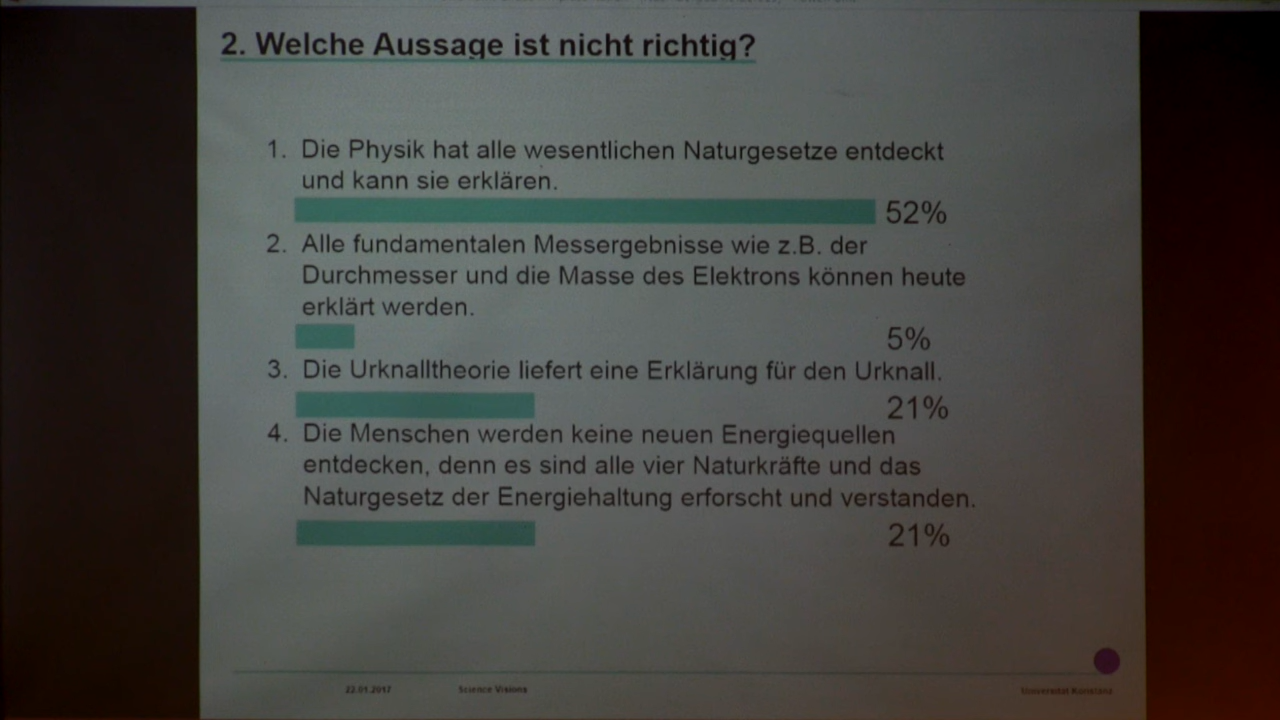 2. Welche Aussage ist nicht richtig?
1. Die Physik hat alle wesentlichen Naturgesetze entdeckt
und kann sie erklären.
52%
2. Alle fundamentalen Messergebnisse wie z.B. der
Durchmesser und die Masse des Elektrons können heute
erklärt werden.
5%
3. Die Urknalltheorie liefert eine Erklärung für den Urknall.
21%
4. Die Menschen werden keine neuen Energiequellen
entdecken, denn es sind alle vier Naturkräfte und das
Naturgesetz der Energiehaltung erforscht und verstanden.
21%
Science Visions
Universität Konstanz